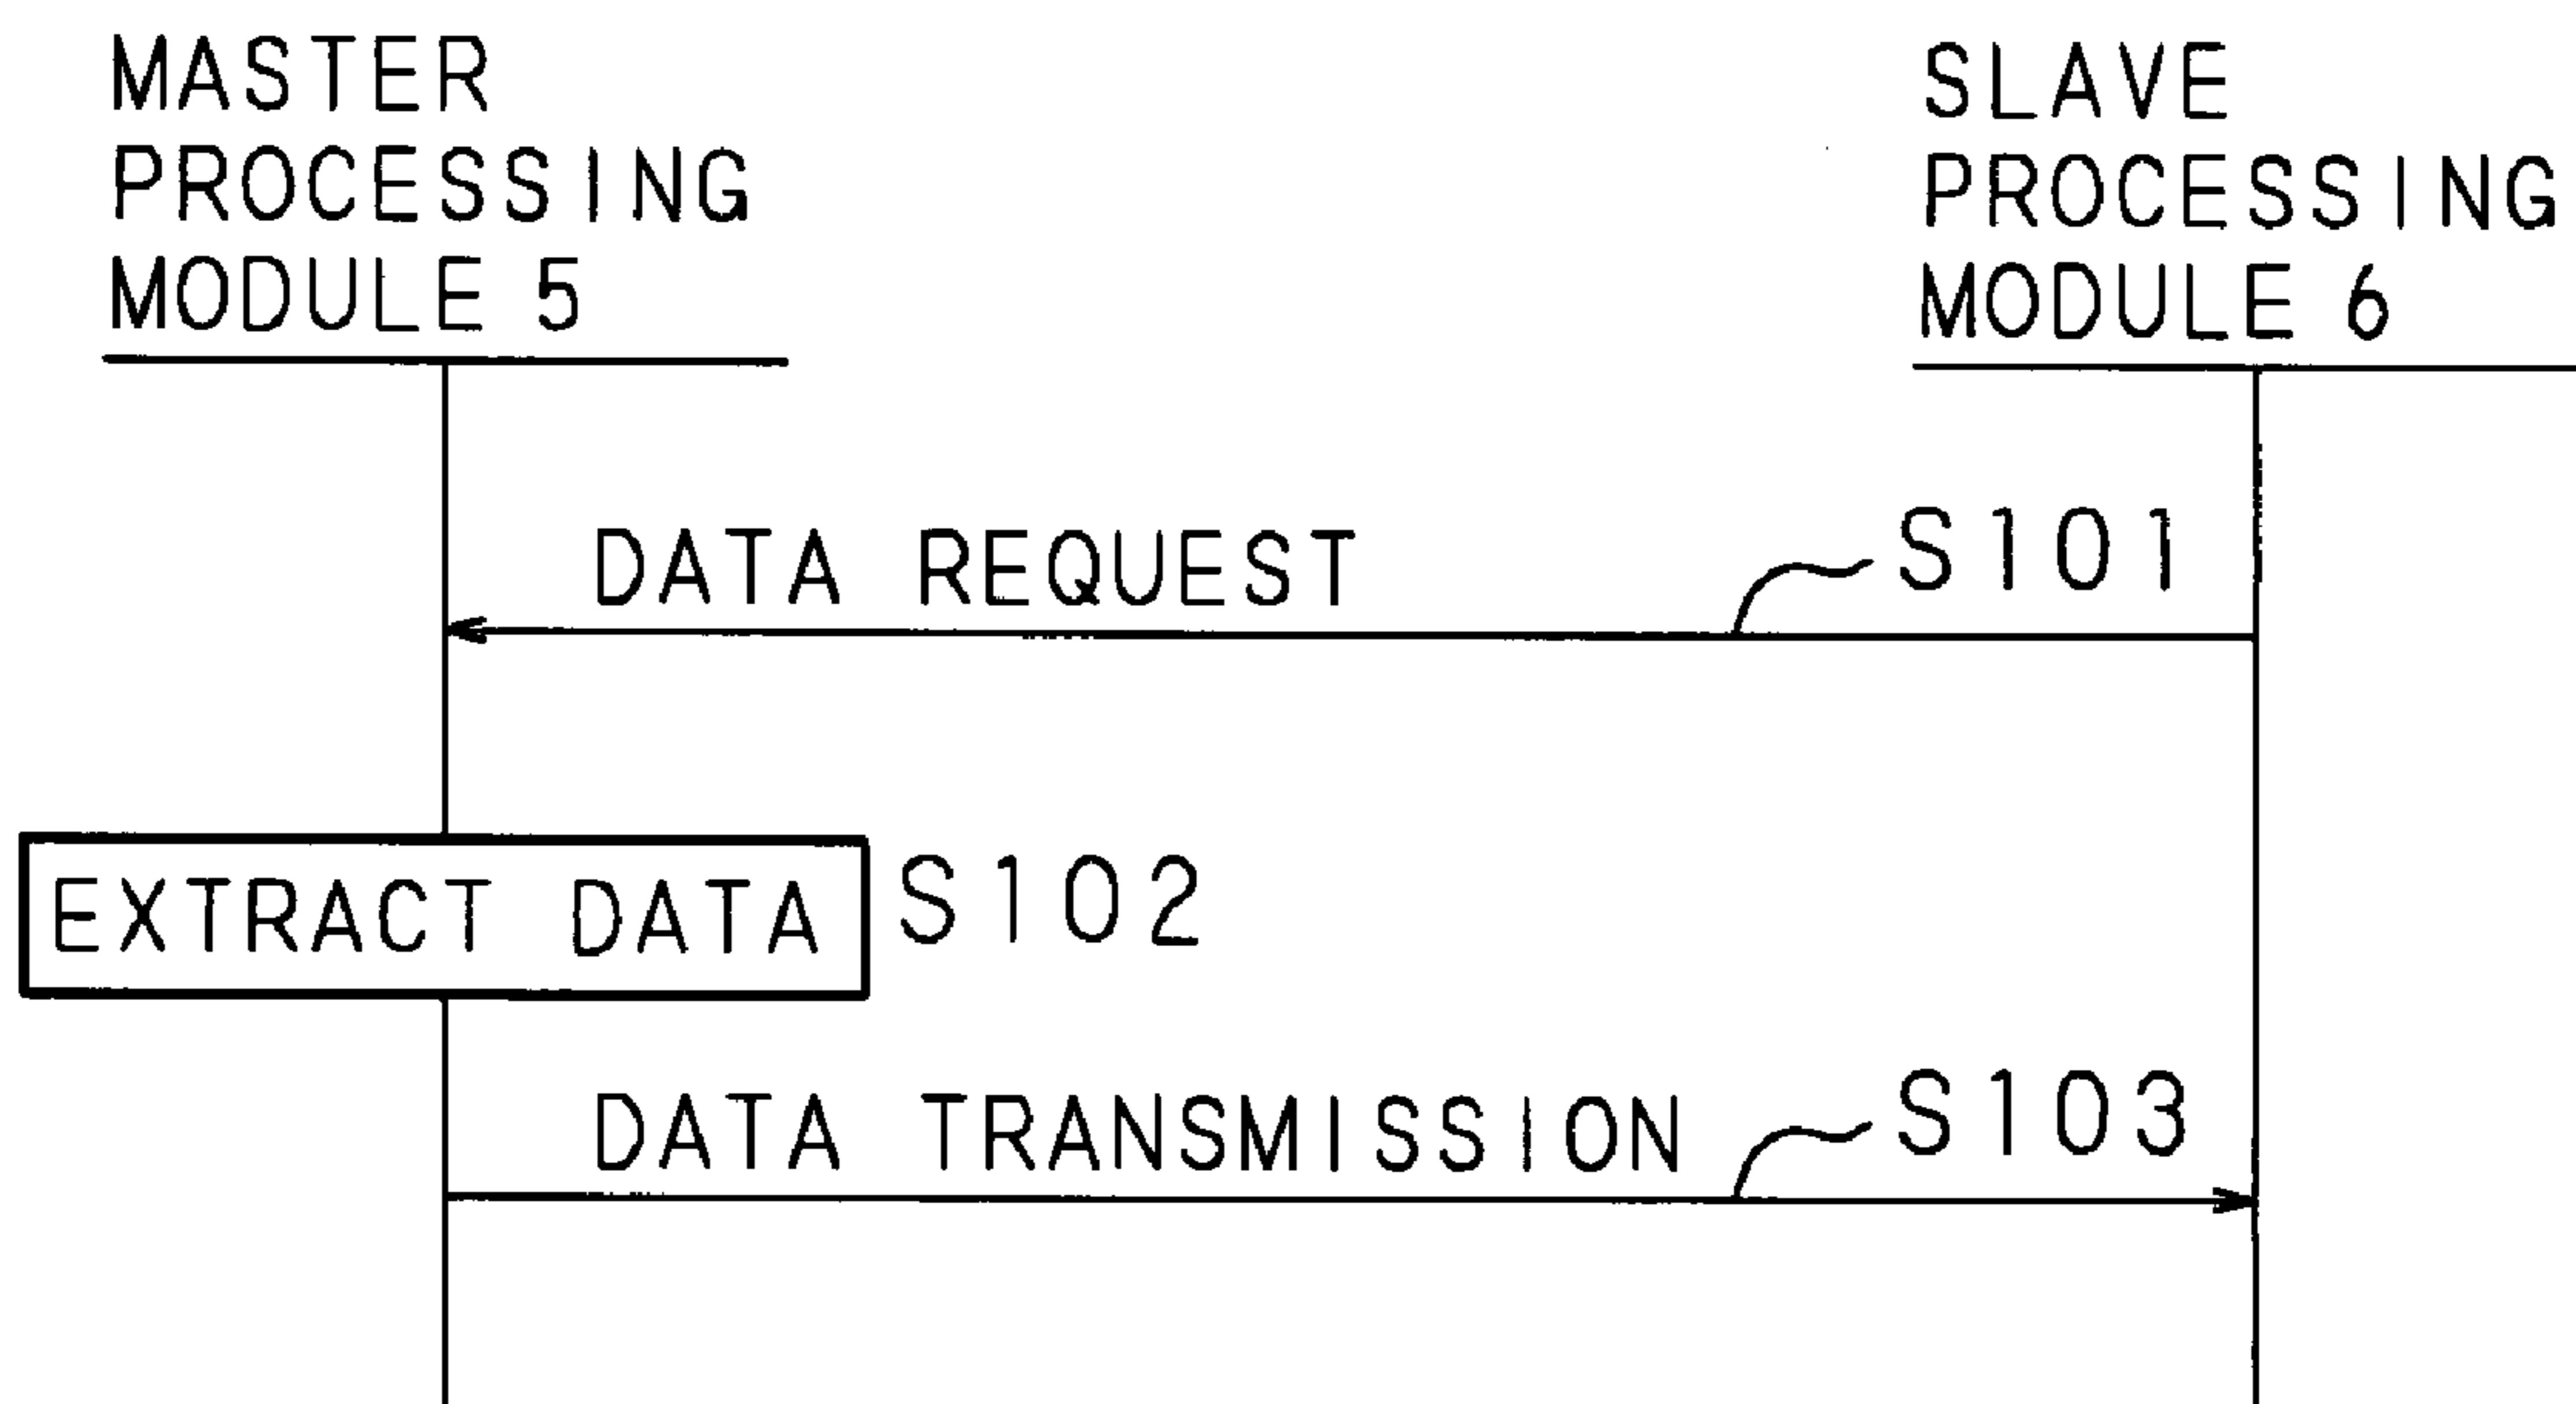 MASTER
PROCESSING
MODULE 5
SLAVE
PROCESSING
MODULE 6
DATA REQUEST
S101
EXTRACT DATA
S102
DATA TRANSMISSION
S103